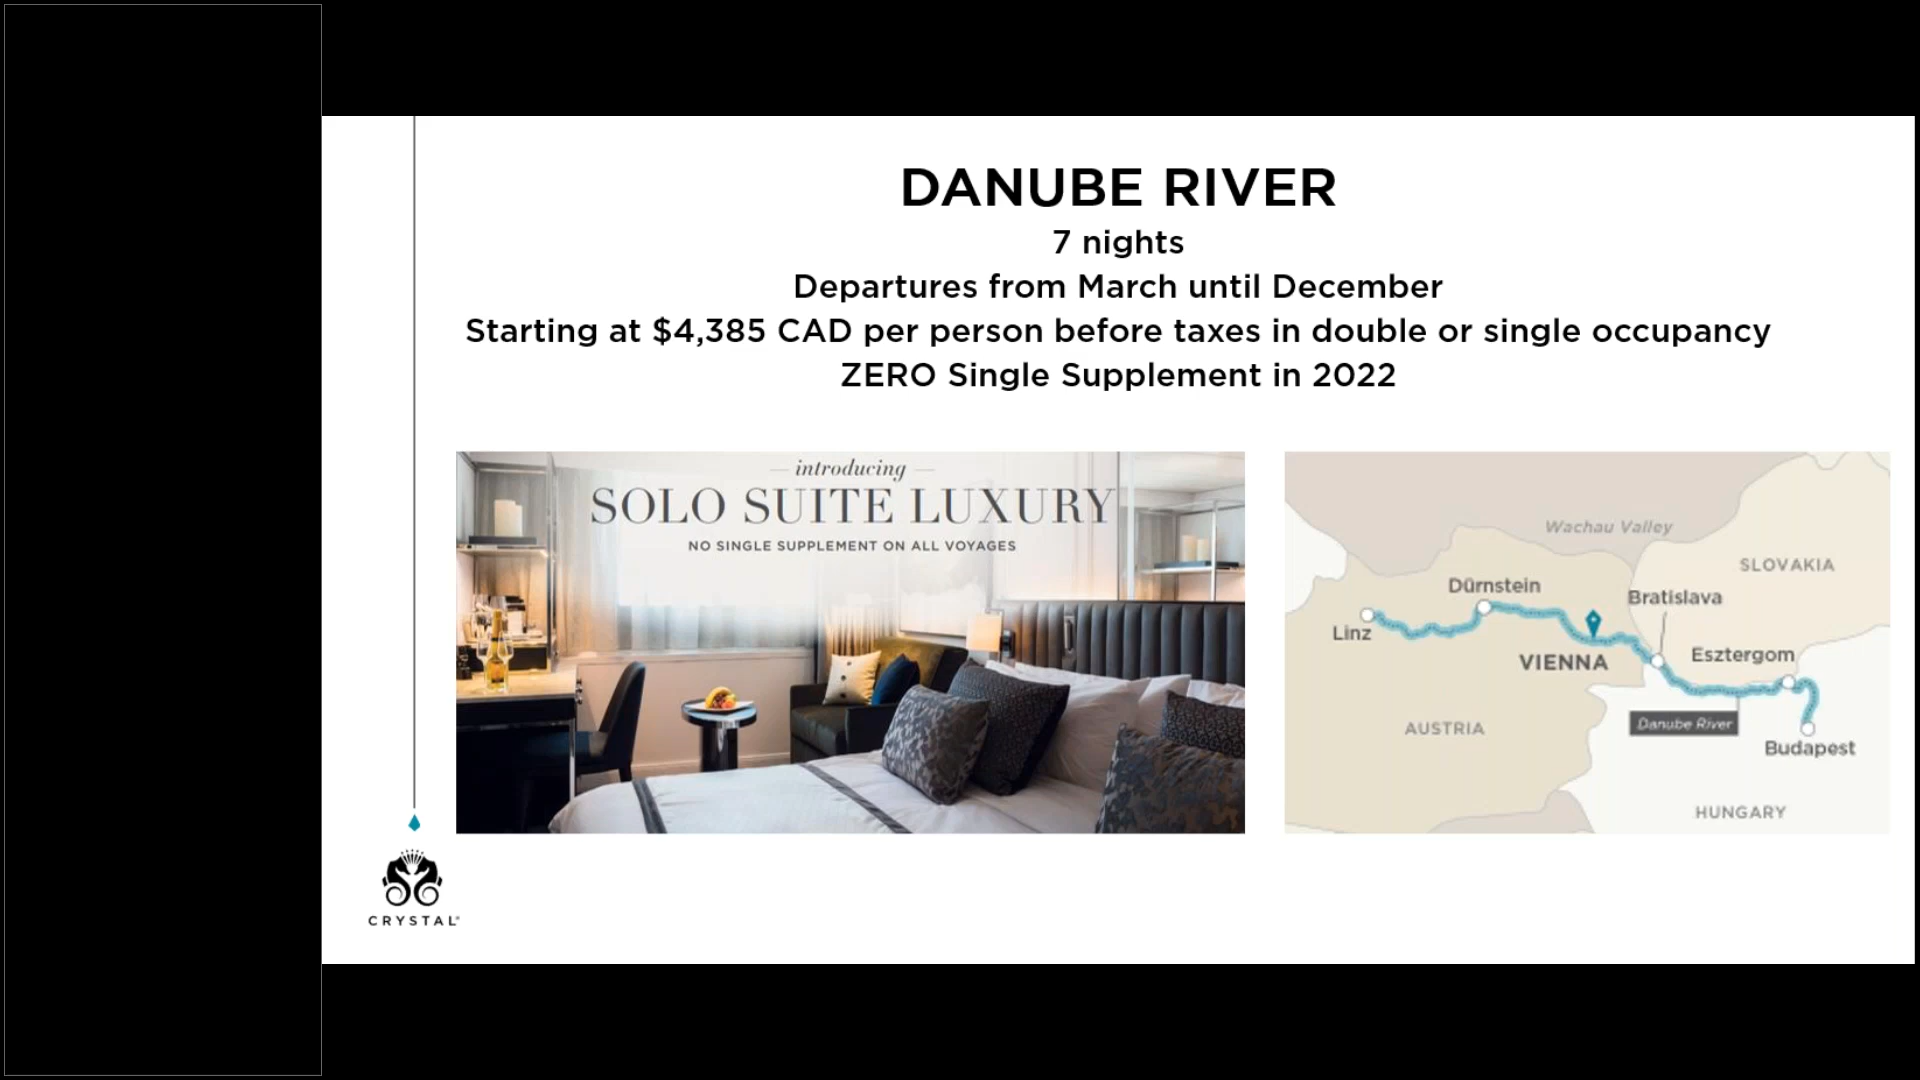 DANUBE RIVER
7 nights
Departures from March until December
Starting at $4,385 CAD per person before taxes in double or single occupancy
ZERO Single Supplement in 2022
introducing
SOLO SUITE LUXURY
NO SINGLE SUPPLEMENT ON ALL VOYAGES
Wachau Valley
SLOVAKIA
Dürnstein
Bratislava
Linz
VIENNA
Esztergom
AUSTRIA
Danube River
Budapest
HUNGARY
CRYSTAL